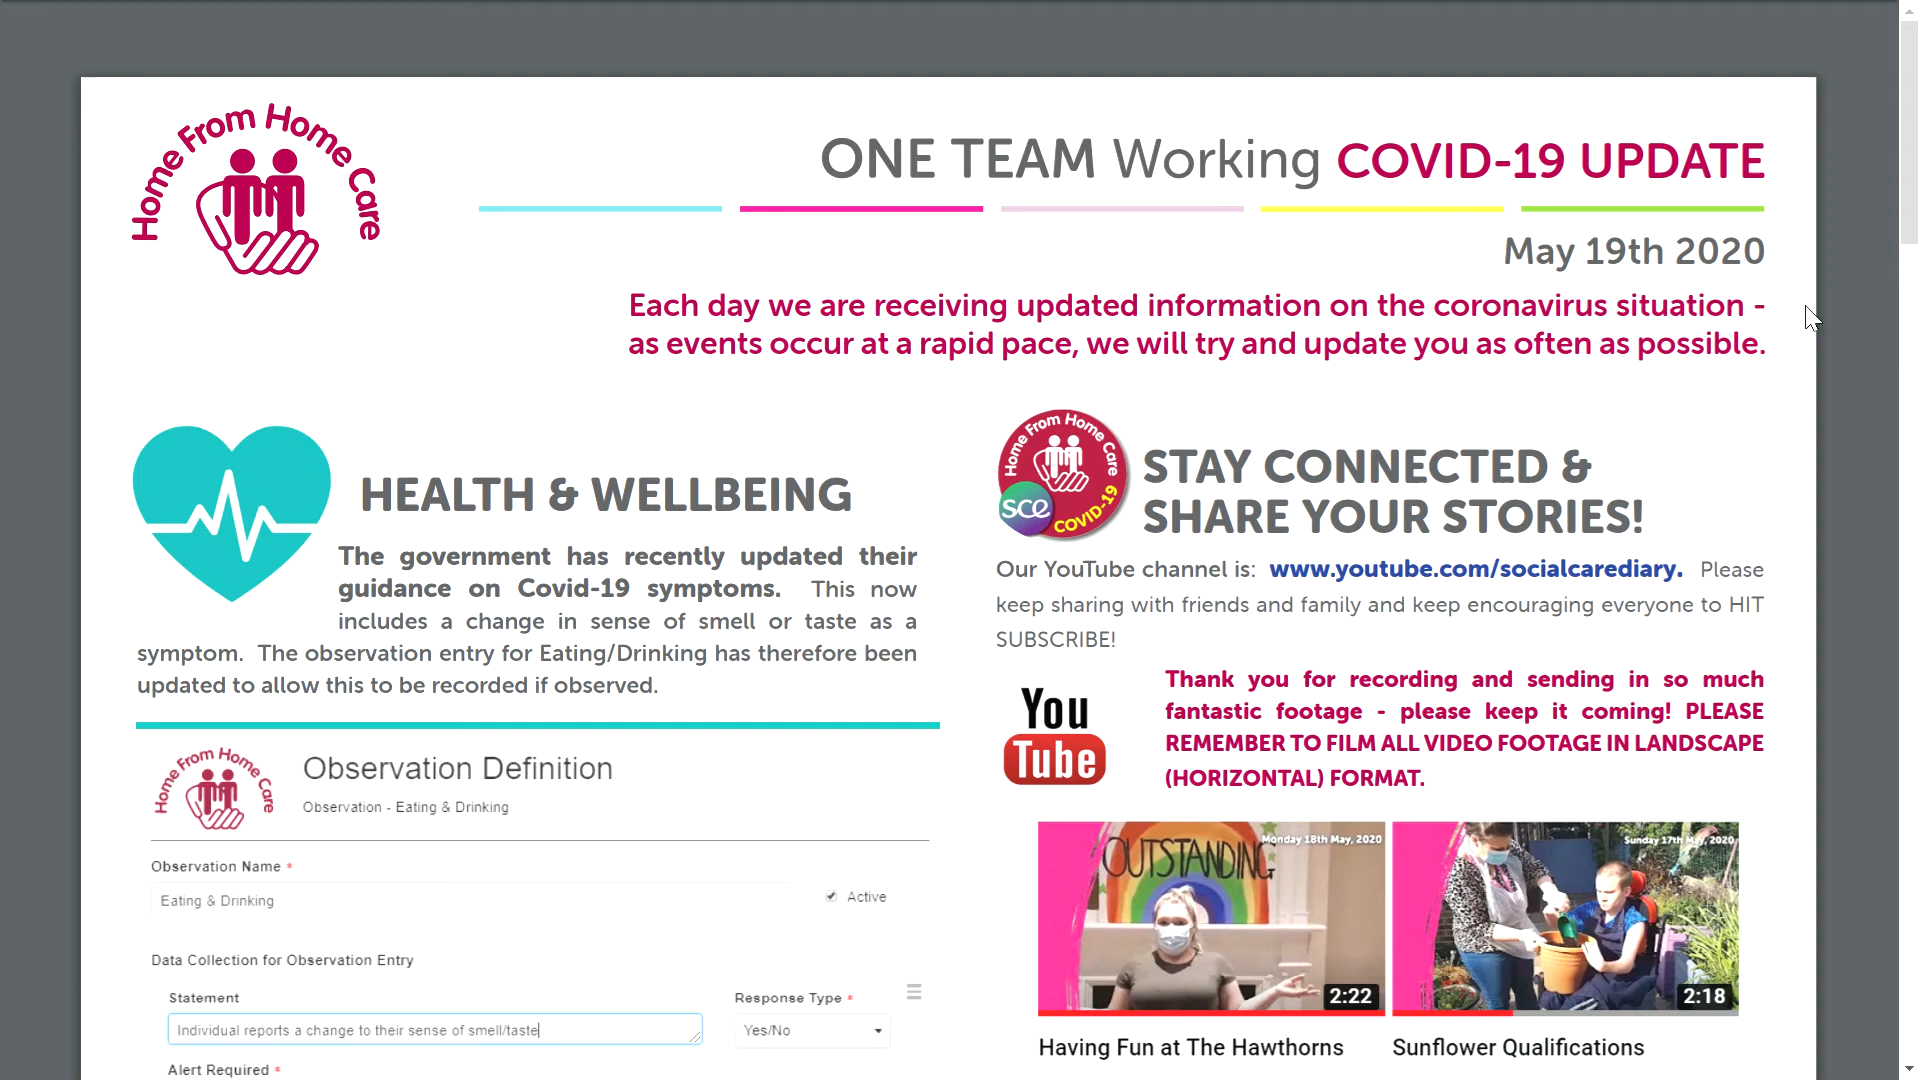 Home From Home Care
ONE TEAM Working COVID-19 UPDATE
May 19th 2020
Each day we are receiving updated information on the coronavirus situation -
as events occur at a rapid pace, we will try and update you as often as possible.
HEALTH & WELLBEING
The government has recently updated their
guidance on Covid-19 symptoms. This now
includes a change in sense of smell or taste as a
symptom. The observation entry for Eating/Drinking has therefore been
updated to allow this to be recorded if observed.
Home From Home Care
Observation Definition
Observation - Eating & Drinking
Observation Name *
Eating & Drinking
Active
Data Collection for Observation Entry
Statement
Response Type *
Individual reports a change to their sense of smell/taste
Yes/No
Alert Required *
Home From Home Care
sce
COVID-19
STAY CONNECTED &
SHARE YOUR STORIES!
Our YouTube channel is: www.youtube.com/socialcarediary. Please
keep sharing with friends and family and keep encouraging everyone to HIT
SUBSCRIBE!
You
Tube
Thank you for recording and sending in so much
fantastic footage - please keep it coming! PLEASE
REMEMBER TO FILM ALL VIDEO FOOTAGE IN LANDSCAPE
(HORIZONTAL) FORMAT.
Monday 18th May, 2020
OUTSTANDING
2:22
Sunday 17th May, 2020
2:18
Having Fun at The Hawthorns
Sunflower Qualifications